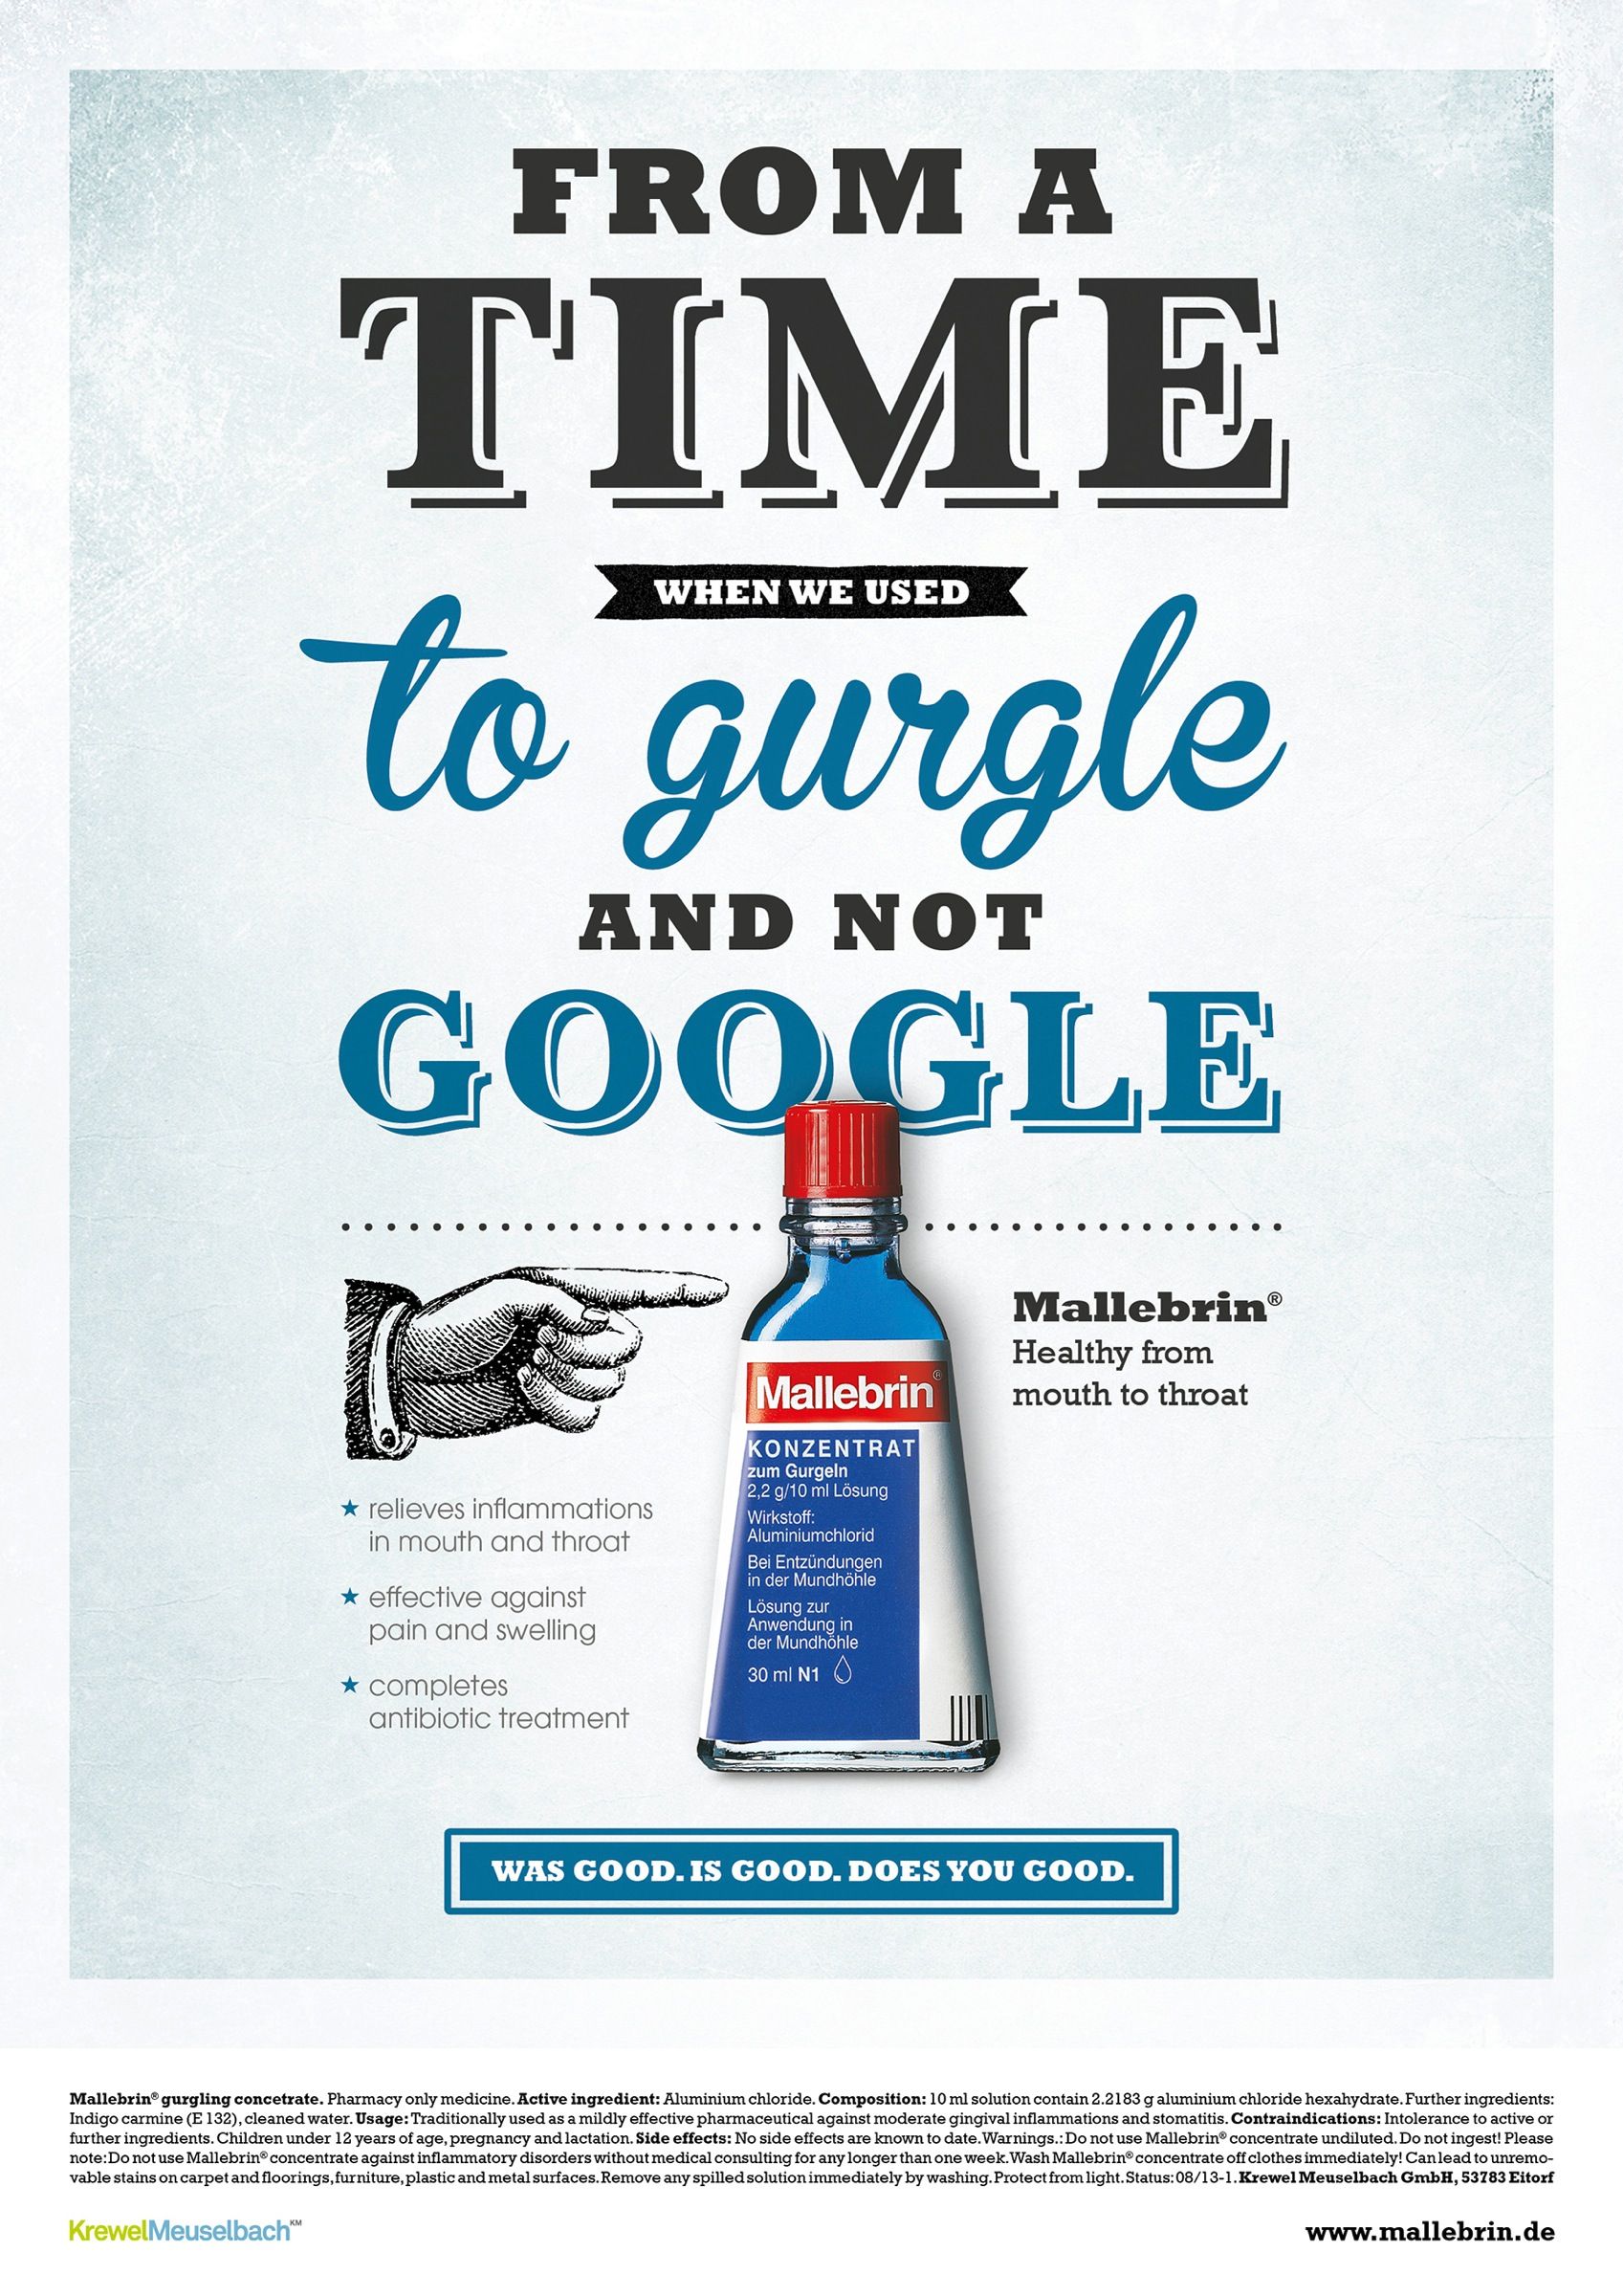 FROM A
TIME
WHEN WE USED
to gurgle
AND NOT
GOOGLE
Mallebrin®
Healthy from
mouth to throat
Mallebrin®
KONZENTRAT
zum Gurgeln
2,2 g/10 ml Lösung
Wirkstoff:
Aluminiumchlorid
Bei Entzündungen
in der Mundhöhle
Lösung zur
Anwendung in
der Mundhöhle
30 ml N1
★ relieves inflammations
in mouth and throat
★ effective against
pain and swelling
★ completes
antibiotic treatment
WAS GOOD. IS GOOD. DOES YOU GOOD.
Mallebrin® gurgling concetrate. Pharmacy only medicine. Active ingredient: Aluminium chloride. Composition: 10 ml solution contain 2.2183 g aluminium chloride hexahydrate. Further ingredients:
Indigo carmine (E 132), cleaned water. Usage: Traditionally used as a mildly effective pharmaceutical against moderate gingival inflammations and stomatitis. Contraindications: Intolerance to active or
further ingredients. Children under 12 years of age, pregnancy and lactation. Side effects: No side effects are known to date. Warnings.: Do not use Mallebrin® concentrate undiluted. Do not ingest! Please
note: Do not use Mallebrin® concentrate against inflammatory disorders without medical consulting for any longer than one week. Wash Mallebrin® concentrate off clothes immediately! Can lead to unremo-
vable stains on carpet and floorings, furniture, plastic and metal surfaces. Remove any spilled solution immediately by washing. Protect from light. Status: 08/13-1. Krewel Meuselbach GmbH, 53783 Eitorf
KrewelMeuselbach KM
www.mallebrin.de